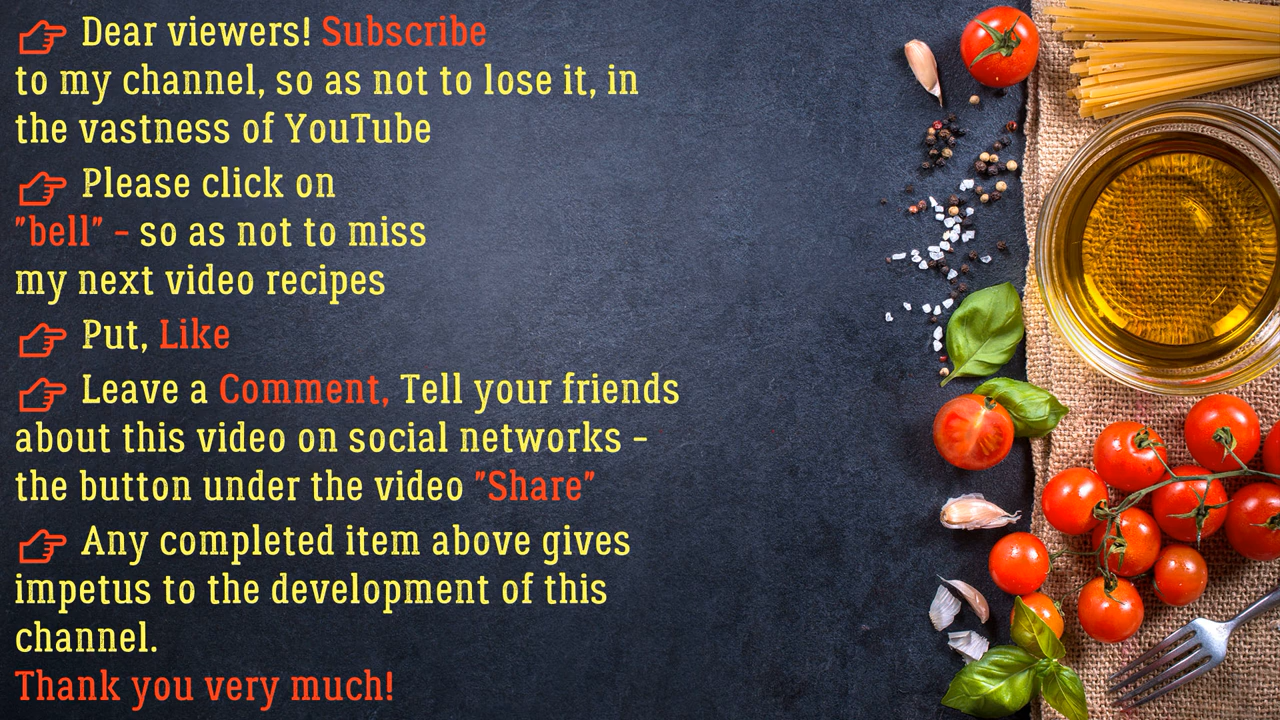 Dear viewers! Subscribe
to my channel, so as not to lose it, in
the vastness of YouTube
Please click on
"bell" - so as not to miss
my next video recipes
Put, Like
Leave a Comment, Tell your friends
about this video on social networks -
the button under the video "Share"
Any completed item above gives
impetus to the development of this
channel.
Thank you very much!